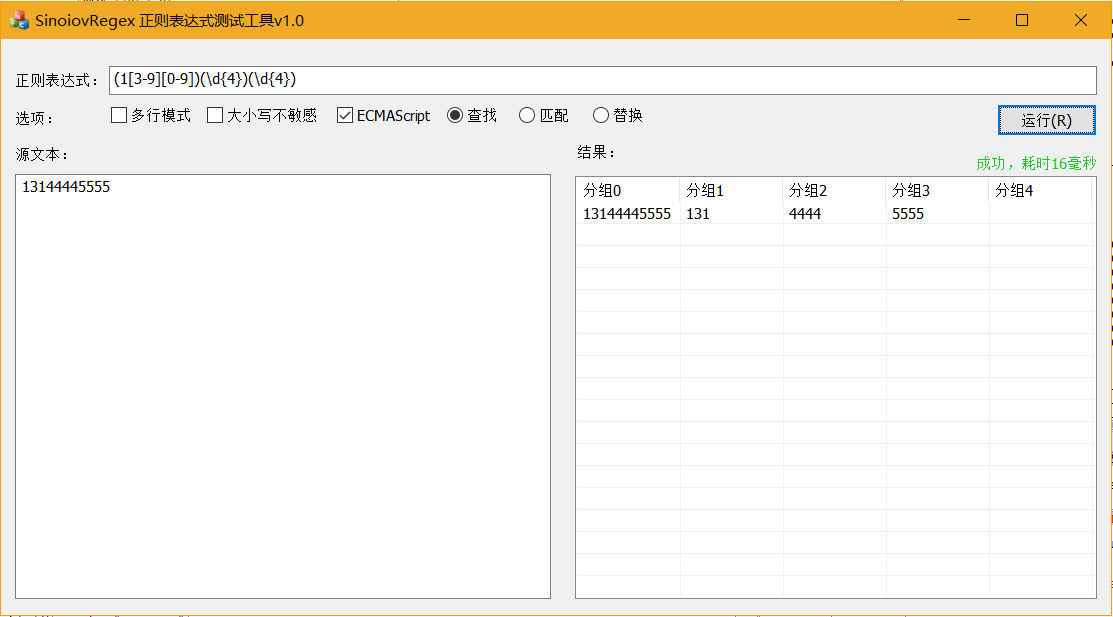 SinoiovRegex 正则表达式测试工具v1.0
正则表达式： (1[3-9][0-9])(\d{4})(\d{4})
选项： 多行模式 大小写不敏感 ECMAScript 查找 匹配 替换 运行(R)
源文本： 结果： 成功，耗时16毫秒
13144445555
分组0 分组1 分组2 分组3 分组4
13144445555 131 4444 5555